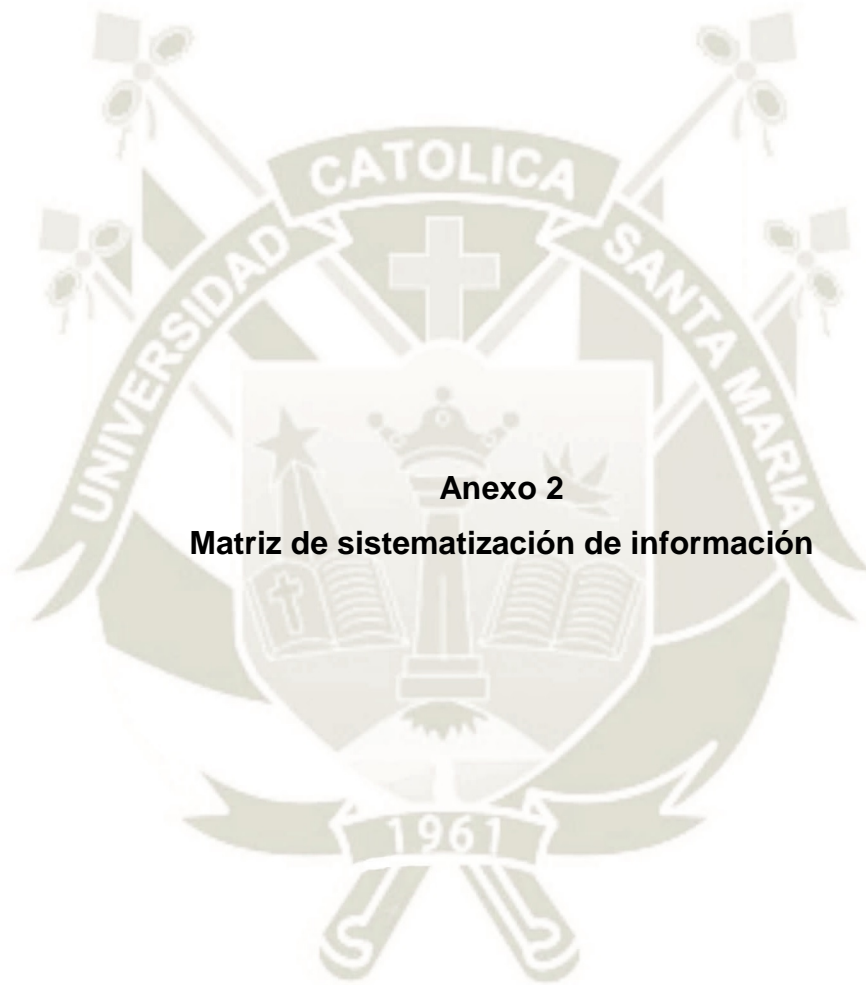 CATOLICA
UNIVERSIDAD
SANTA MARIA
Anexo 2
Matriz de sistematización de información
1961